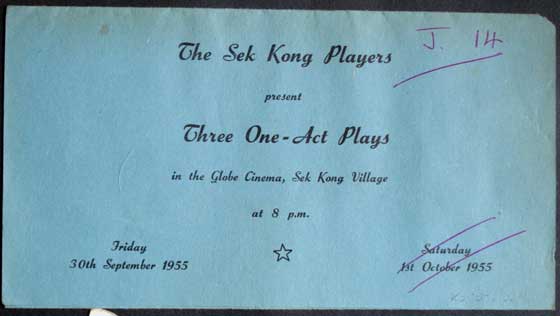 The Sek Kong Players
J. 14
present
Three One-Act Plays
in the Globe Cinema, Sek Kong Village
at 8 p.m.
Friday
30th September 1955
Saturday
1st October 1955